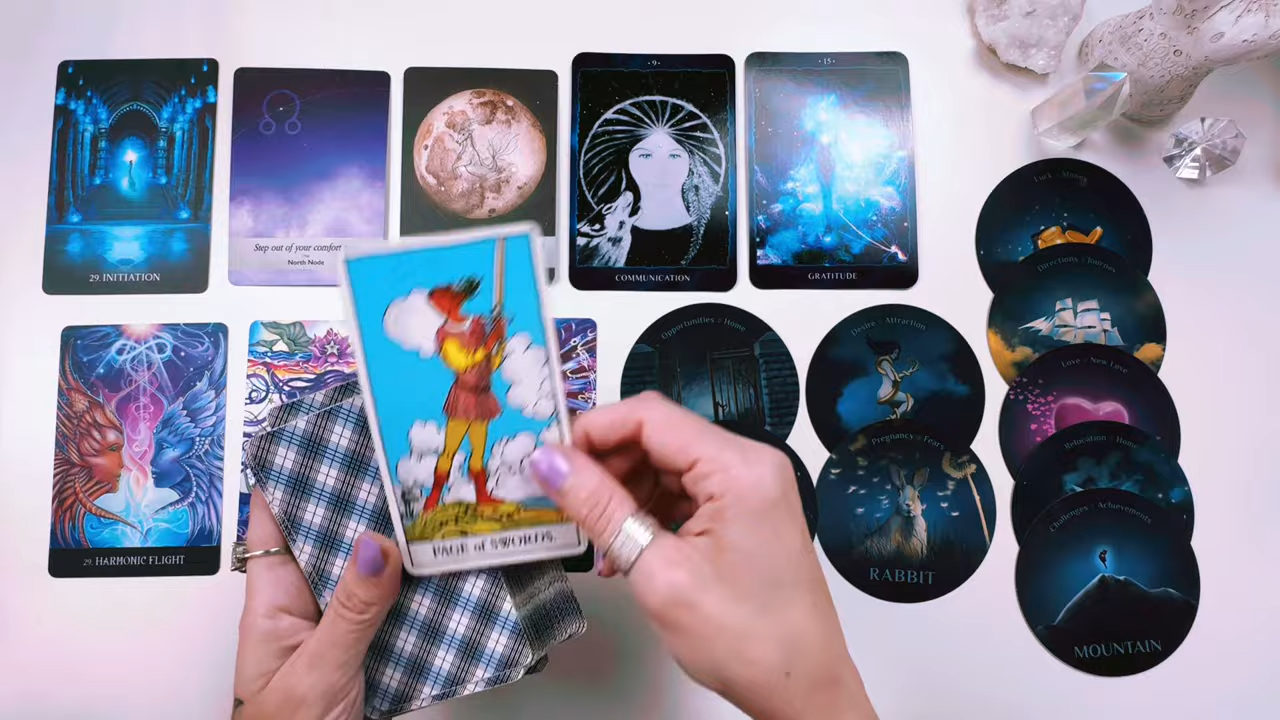 29. INITIATION
Step out of your comfort
North Node
· 9 ·
COMMUNICATION
· 15 ·
GRATITUDE
Luck Money
Directions Journas
Opportunities Home
Desire Attraction
Love New Love
Relocation Home
Pregnancy Fears
RABBIT
Challenges Achievements
MOUNTAIN
29. HARMONIC FLIGHT
PAGE of SWORDS.